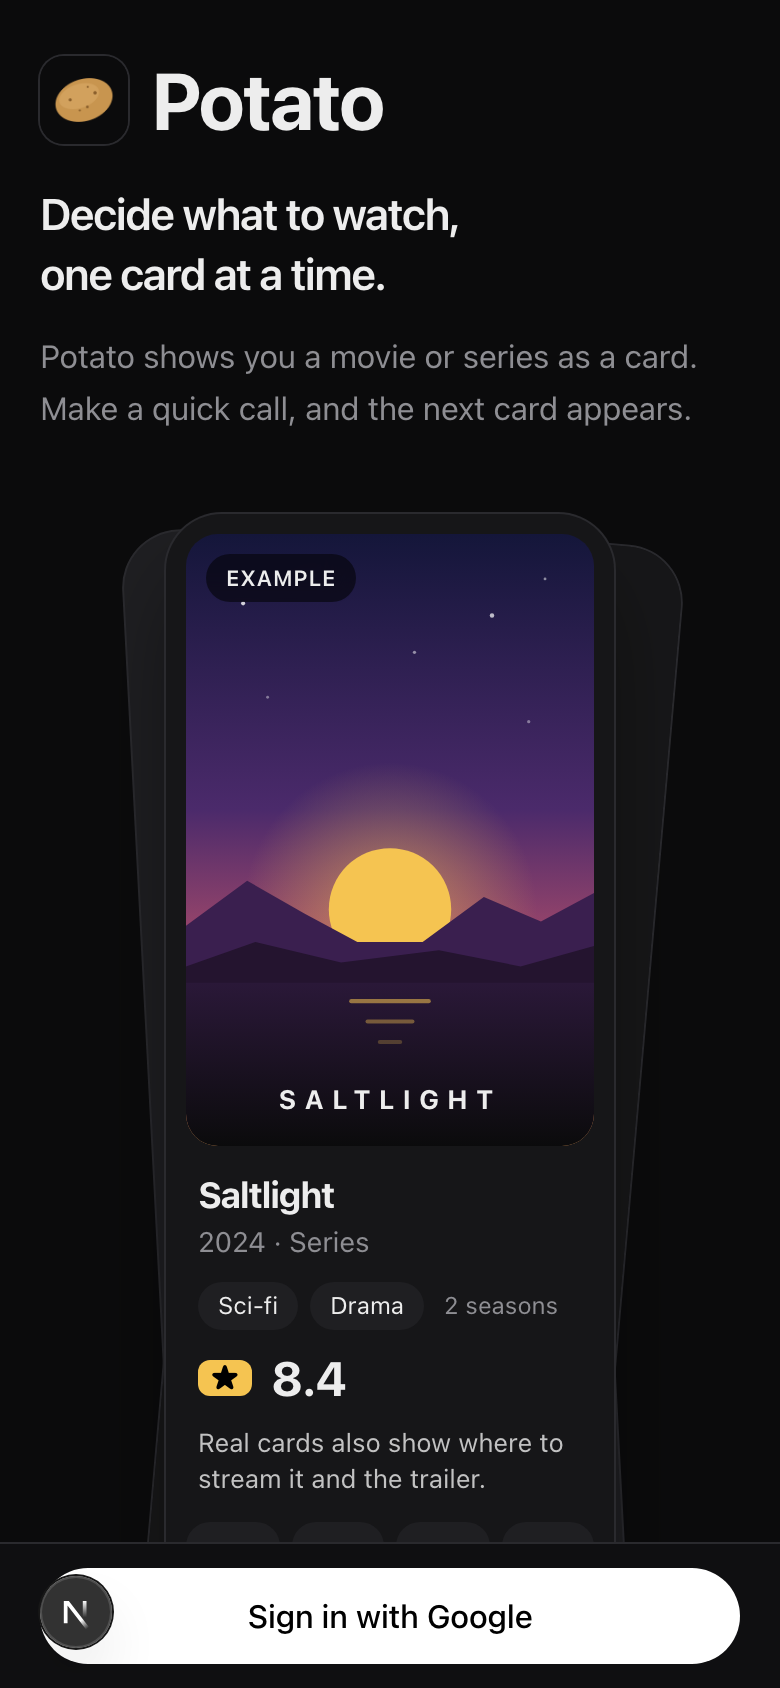 Potato
Decide what to watch,
one card at a time.
Potato shows you a movie or series as a card.
Make a quick call, and the next card appears.
EXAMPLE
SALTLIGHT
Saltlight
2024 · Series
Sci-fi Drama 2 seasons
8.4
Real cards also show where to
stream it and the trailer.
N
Sign in with Google